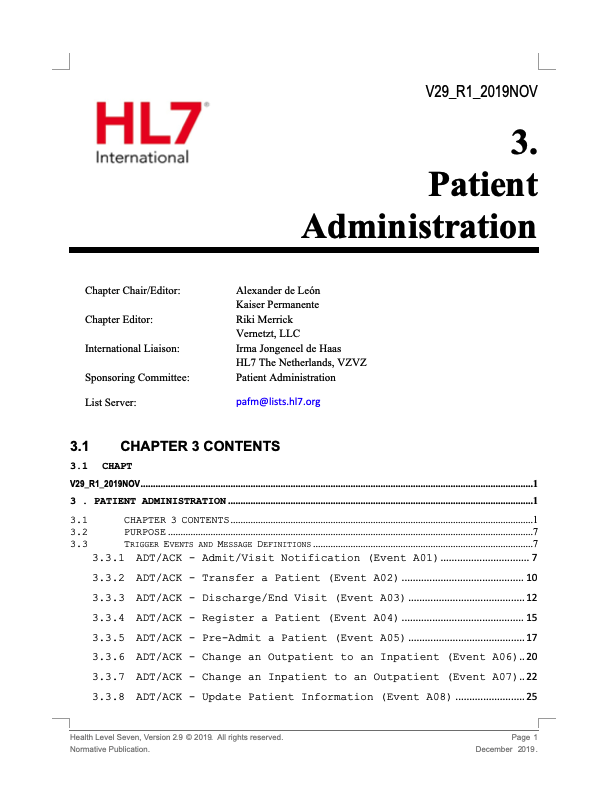 V29_R1_2019NOV
HL7®
International
3.
Patient
Administration
Chapter Chair/Editor: Alexander de León
Kaiser Permanente
Chapter Editor: Riki Merrick
Vernetzt, LLC
International Liaison: Irma Jongeneel de Haas
HL7 The Netherlands, VZVZ
Sponsoring Committee: Patient Administration
List Server: pafm@lists.hl7.org
3.1 CHAPTER 3 CONTENTS
3.1 CHAPT
V29_R1_2019NOV....................1
3 . PATIENT ADMINISTRATION....................1
3.1 CHAPTER 3 CONTENTS....................1
3.2 PURPOSE....................7
3.3 TRIGGER EVENTS AND MESSAGE DEFINITIONS....................7
3.3.1 ADT/ACK - Admit/Visit Notification (Event A01)....................7
3.3.2 ADT/ACK - Transfer a Patient (Event A02)....................10
3.3.3 ADT/ACK - Discharge/End Visit (Event A03)....................12
3.3.4 ADT/ACK - Register a Patient (Event A04)....................15
3.3.5 ADT/ACK - Pre-Admit a Patient (Event A05)....................17
3.3.6 ADT/ACK - Change an Outpatient to an Inpatient (Event A06)..20
3.3.7 ADT/ACK - Change an Inpatient to an Outpatient (Event A07)..22
3.3.8 ADT/ACK - Update Patient Information (Event A08)....................25
Health Level Seven, Version 2.9 © 2019. All rights reserved. Page 1
Normative Publication. December 2019.